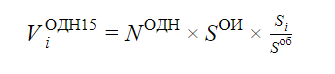 V_i^ОДН15 = N^ОДН × S^ОИ × S_i / S^об